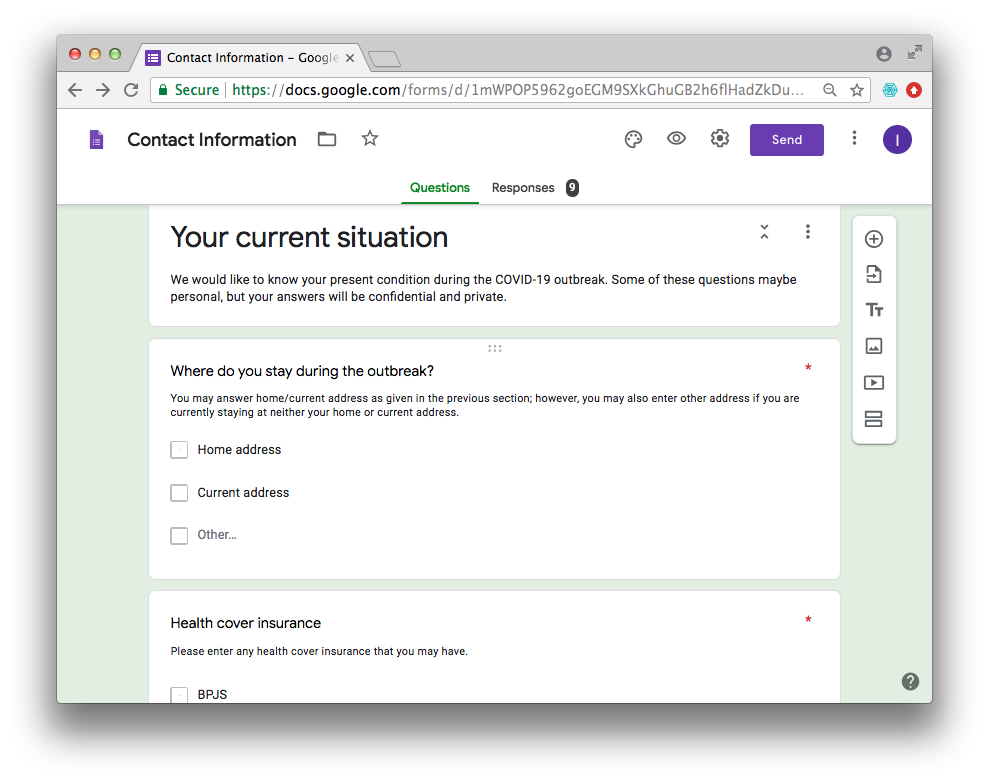 Contact Information – Google
Secure https://docs.google.com/forms/d/1mWPOP5962goEGM9SXkGhuGB2h6flHadZkDu...
Contact Information
Send
I
Questions Responses 9
Your current situation
We would like to know your present condition during the COVID-19 outbreak. Some of these questions maybe
personal, but your answers will be confidential and private.
Where do you stay during the outbreak? *
You may answer home/current address as given in the previous section; however, you may also enter other address if you are
currently staying at neither your home or current address.
Home address
Current address
Other...
Health cover insurance *
Please enter any health cover insurance that you may have.
BPJS